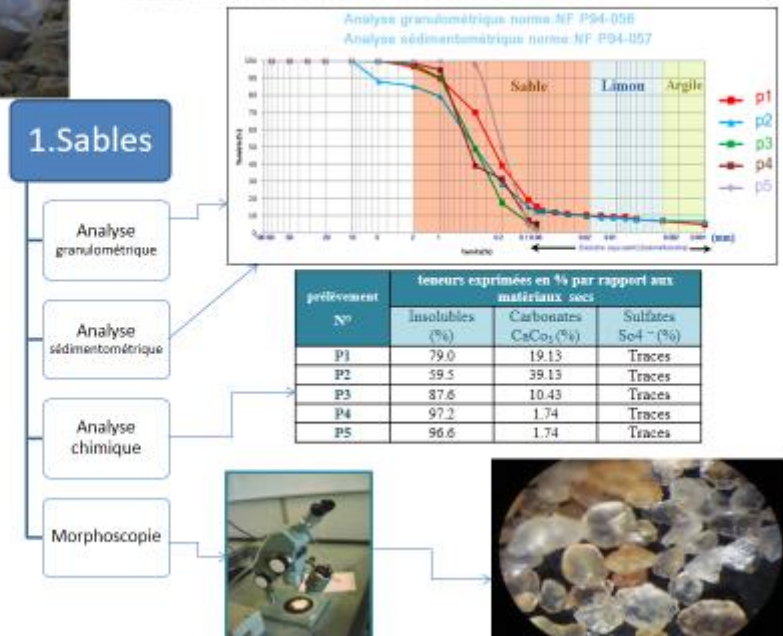 Analyse granulométrique norme:NF P94-056
Analyse sédimentométrique norme:NF P94-057
Sable
Limon
Argile
p1
p2
p3
p4
p5
(mm)
1.Sables
Analyse
granulométrique
Analyse
sédimentométrique
Analyse
chimique
Morphoscopie
prélèvement
N°
teneurs exprimées en % par rapport aux
matériaux secs
Insolubles
(%)
Carbonates
CaCo3 (%)
Sulfates
So4 --(%)
P1 79.0 19.13 Traces
P2 59.5 39.13 Traces
P3 87.6 10.43 Traces
P4 97.2 1.74 Traces
P5 96.6 1.74 Traces